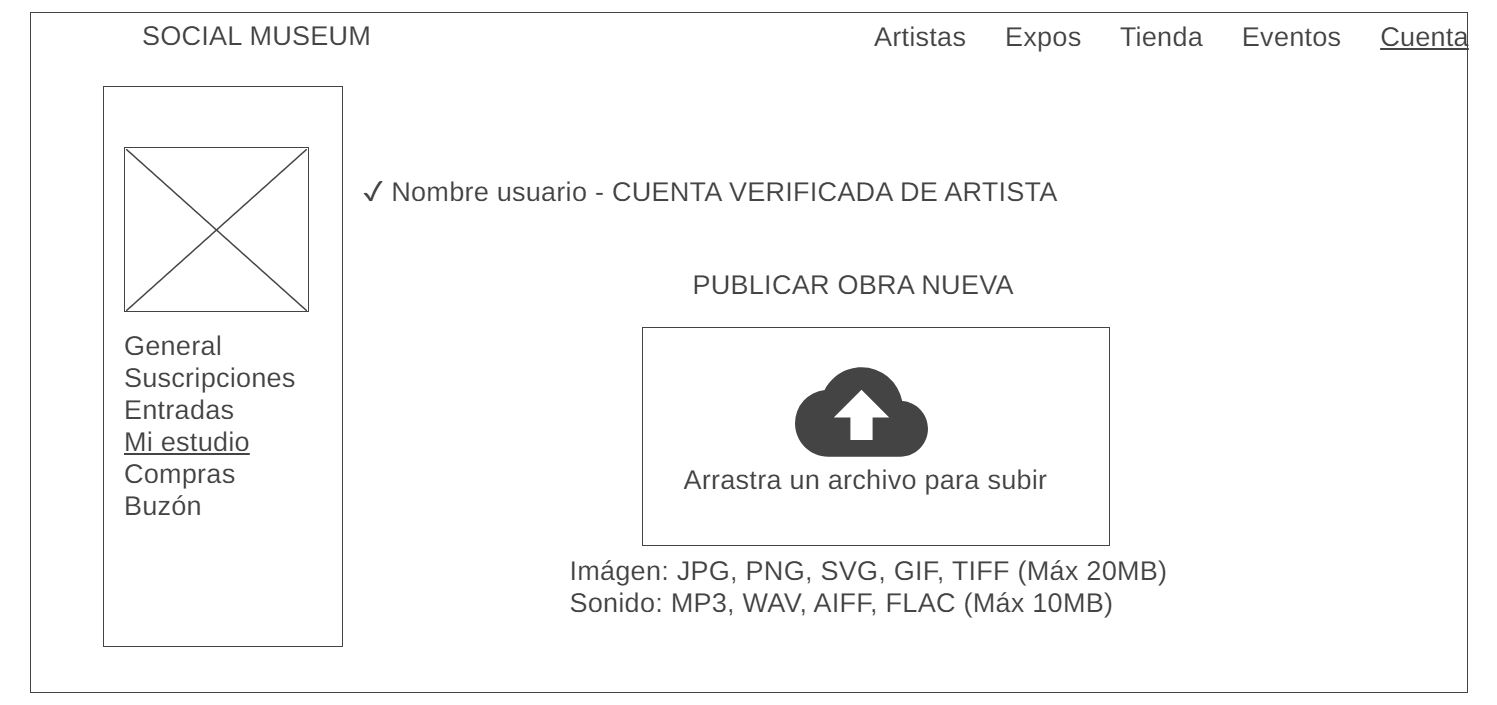 SOCIAL MUSEUM
Artistas Expos Tienda Eventos Cuenta
✓ Nombre usuario - CUENTA VERIFICADA DE ARTISTA
PUBLICAR OBRA NUEVA
General
Suscripciones
Entradas
Mi estudio
Compras
Buzón
Arrastra un archivo para subir
Imágen: JPG, PNG, SVG, GIF, TIFF (Máx 20MB)
Sonido: MP3, WAV, AIFF, FLAC (Máx 10MB)